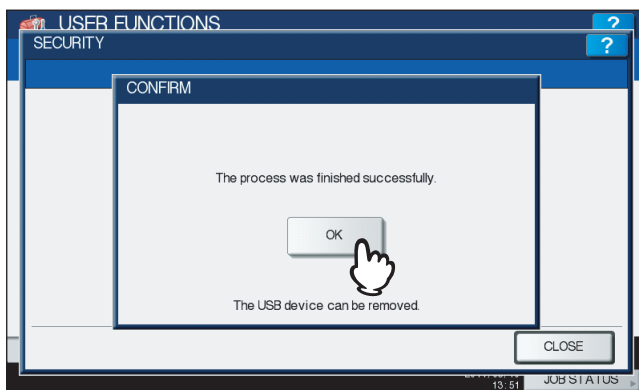 USER FUNCTIONS
?
SECURITY
?
CONFIRM
The process was finished successfully.
OK
The USB device can be removed.
CLOSE
13:51
JOB STATUS